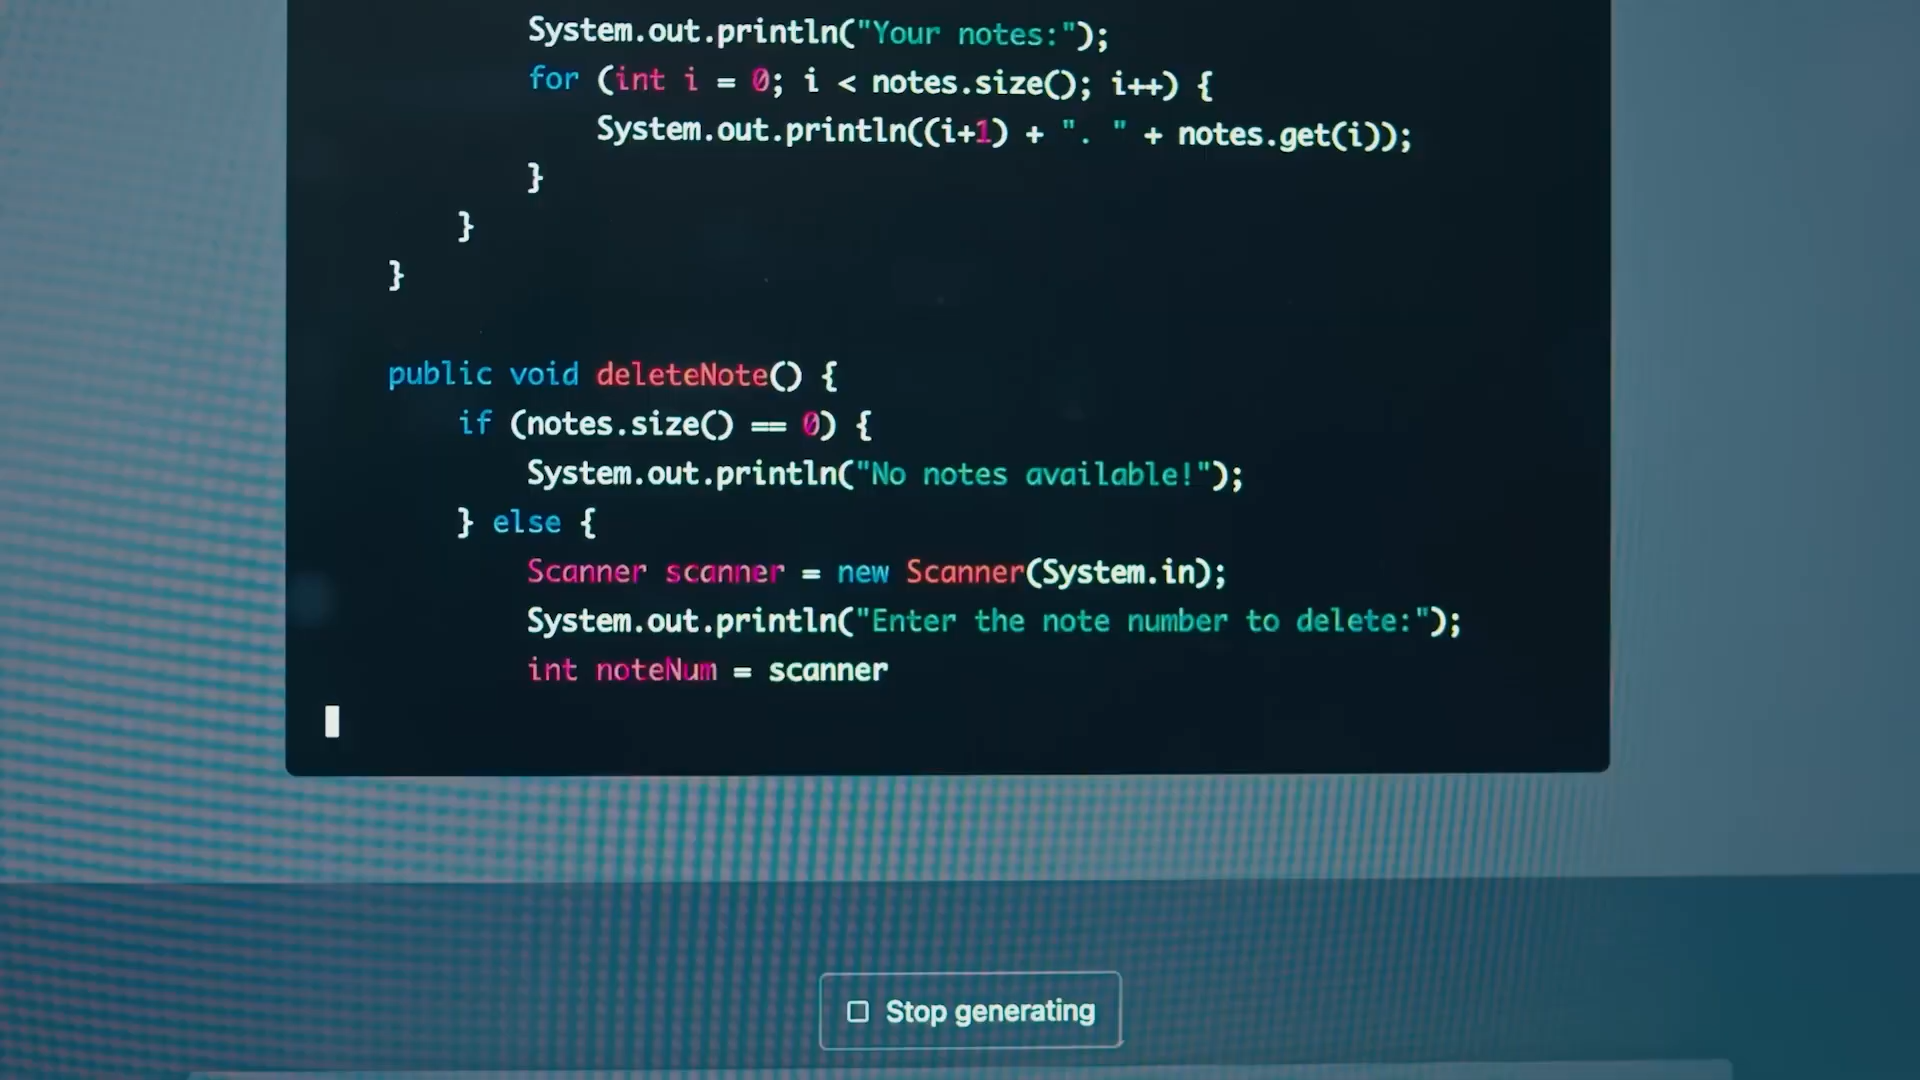 System.out.println("Your notes:");
for (int i = 0; i < notes.size(); i++) {
System.out.println((i+1) + ". " + notes.get(i));
}
}
}
public void deleteNote() {
if (notes.size() == 0) {
System.out.println("No notes available!");
} else {
Scanner scanner = new Scanner(System.in);
System.out.println("Enter the note number to delete:");
int noteNum = scanner
Stop generating